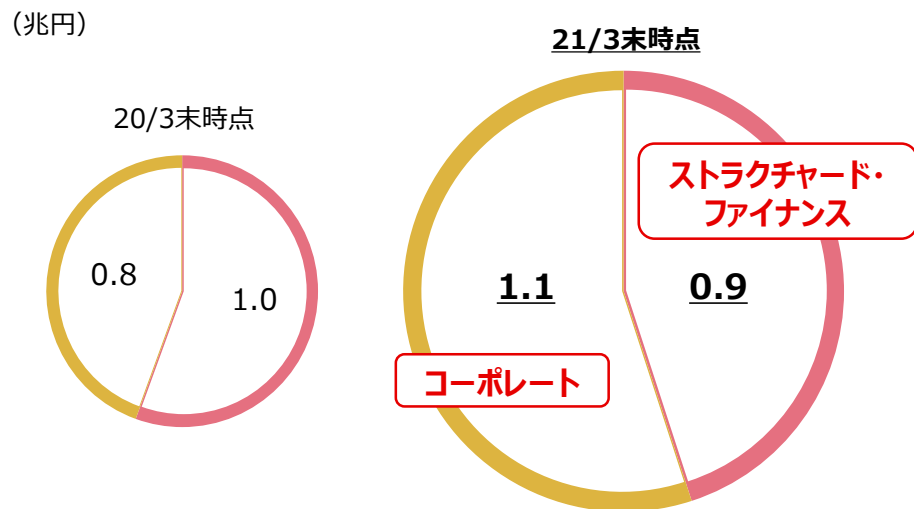 （兆円）
20/3末時点
0.8
1.0
21/3末時点
ストラクチャード・
ファイナンス
1.1
0.9
コーポレート